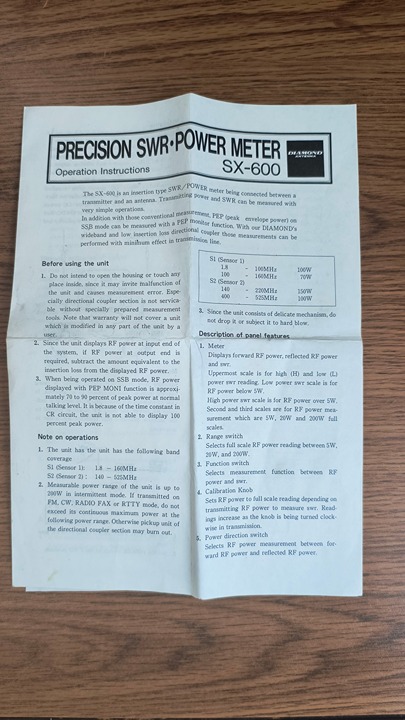 PRECISION SWR·POWER METER
Operation Instructions
SX-600
DIAMOND
ANTENNA
The SX-600 is an insertion type SWR/POWER meter being connected between a
transmitter and an antenna. Transmitting power and SWR can be measured with
very simple operations.
In addition with those conventional measurement, PEP (peak envelope power) on
SSB mode can be measured with a PEP monitor function. With our DIAMOND's
wideband and low insertion loss directional coupler those measurements can be
performed with minimum effect in transmission line.
Before using the unit
1. Do not intend to open the housing or touch any
place inside, since it may invite malfunction of
the unit and causes measurement error. Espe-
cially directional coupler section is not servica-
ble without specially prepared measurement
tools. Note that warranty will not cover a unit
which is modified in any part of the unit by a
user.
2. Since the unit displays RF power at input end of
the system, if RF power at output end is
required, subtract the amount equivalent to the
insertion loss from the displayed RF power.
3. When being operated on SSB mode, RF power
displayed with PEP MONI function is approxi-
mately 70 to 90 percent of peak power at normal
talking level. It is because of the time constant in
CR circuit, the unit is not able to display 100
percent peak power.
Note on operations
1. The unit has the unit has the following band
coverage
S1 (Sensor 1): 1.8 - 160MHz
S2 (Sensor 2): 140 - 525MHz
2. Measurable power range of the unit is up to
200W in intermittent mode. If transmitted on
FM, CW, RADIO FAX or RTTY mode, do not
exceed its continuous maximum power at the
following power range. Otherwise pickup unit of
the directional coupler section may burn out.
S1 (Sensor 1)
1.8 - 100MHz 100W
100 - 160MHz 70W
S2 (Sensor 2)
140 - 220MHz 150W
400 - 525MHz 100W
3. Since the unit consists of delicate mechanism, do
not drop it or subject it to hard blow.
Description of panel features
1. Meter
Displays forward RF power, reflected RF power
and swr.
Uppermost scale is for high (H) and low (L)
power swr reading. Low power swr scale is for
RF power below 5W.
High power swr scale is for RF power over 5W.
Second and third scales are for RF power mea-
surement which are 5W, 20W and 200W full
scales.
2. Range switch
Selects full scale RF power reading between 5W,
20W, and 200W.
3. Function switch
Selects measurement function between RF
power and swr.
4. Calibration Knob
Sets RF power to full scale reading depending on
transmitting RF power to measure swr. Read-
ings increase as the knob is being turned clock-
wise in transmission.
5. Power direction switch
Selects RF power measurement between for-
ward RF power and reflected RF power.